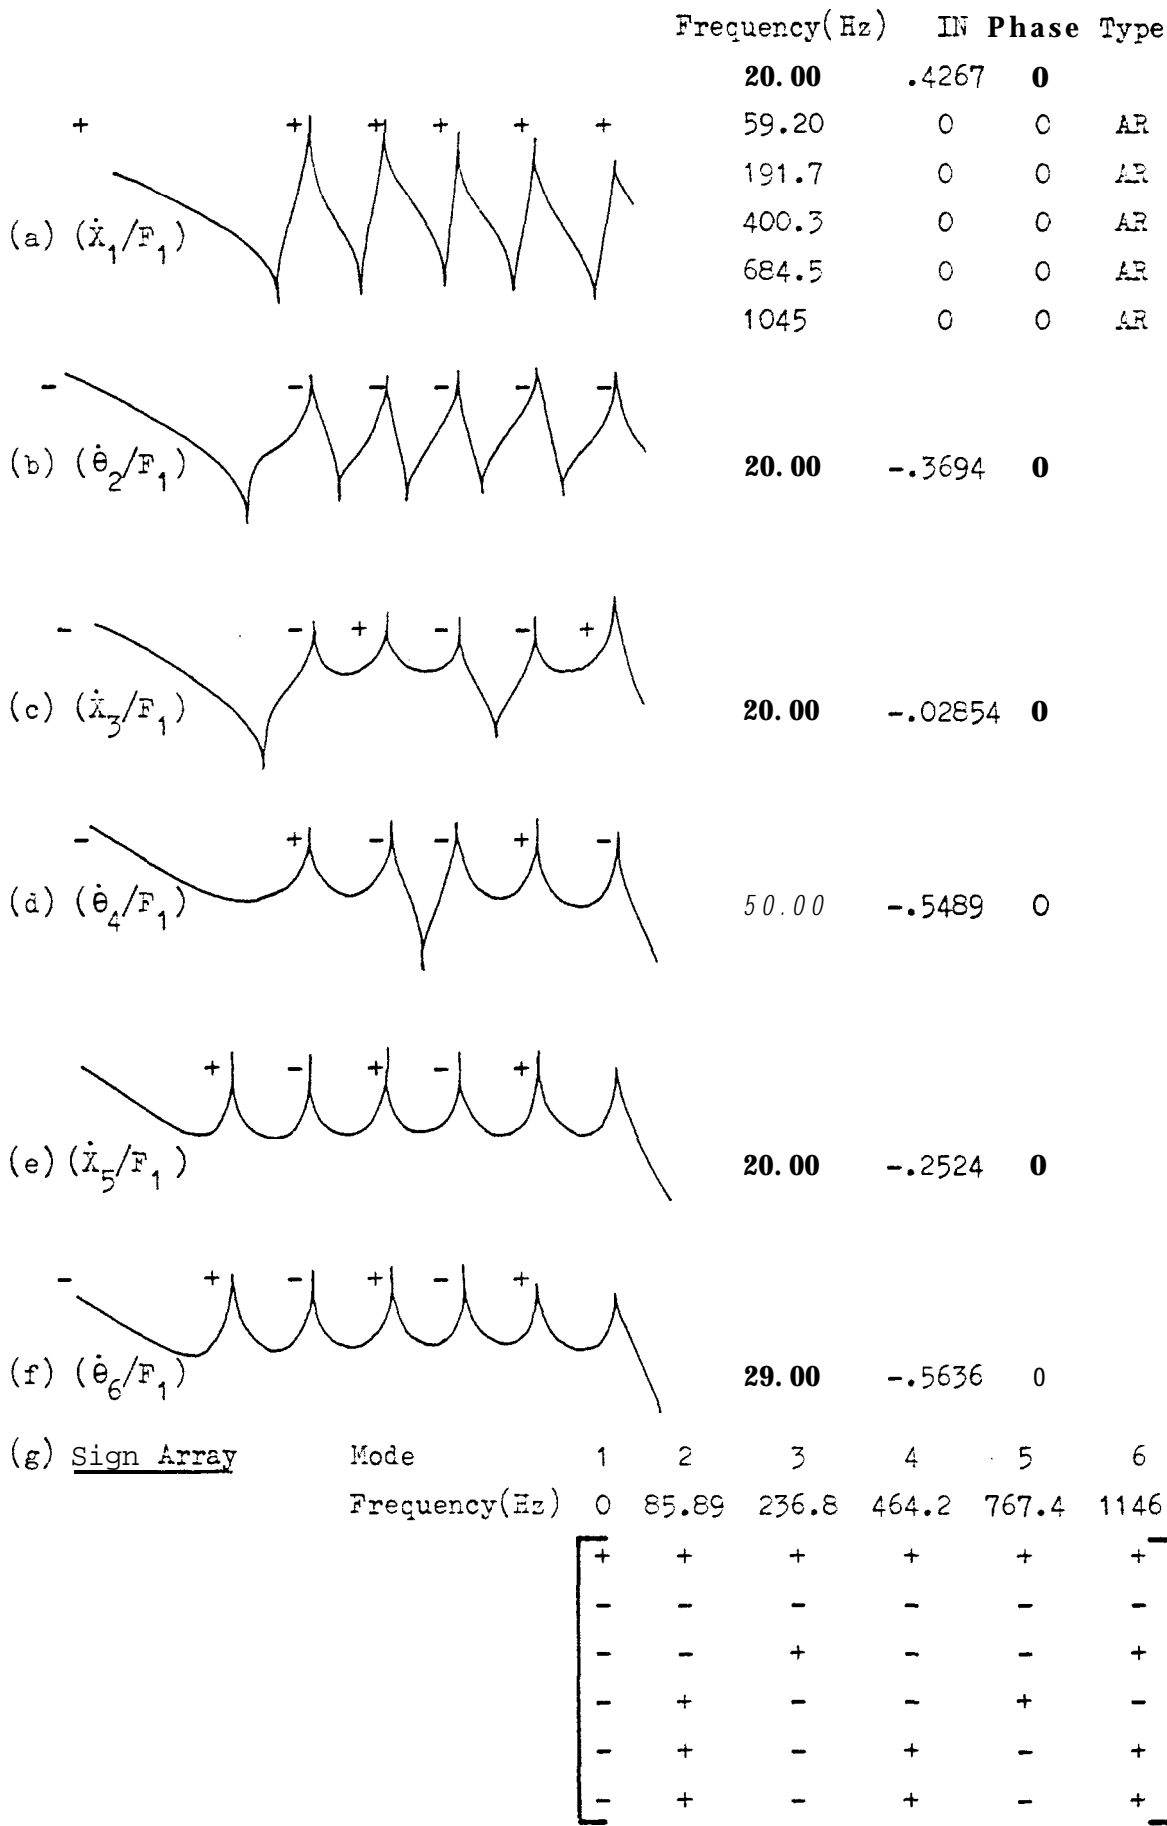 Frequency(Hz) IN Phase Type
20.00 .4267 0
+ + + + + + 59.20 0 0 AR
191.7 0 0 AR
(a) (Ẋ₁/F₁) 400.3 0 0 AR
684.5 0 0 AR
1045 0 0 AR
- - - - - -
(b) (θ̇₂/F₁) 20.00 -.3694 0
- - + - - +
(c) (Ẋ₃/F₁) 20.00 -.02854 0
- + - - + -
(d) (θ̇₄/F₁) 50.00 -.5489 0
+ - + - +
(e) (Ẋ₅/F₁) 20.00 -.2524 0
- + - + - +
(f) (θ̇₆/F₁) 29.00 -.5636 0
(g) Sign Array Mode 1 2 3 4 5 6
Frequency(Hz) 0 85.89 236.8 464.2 767.4 1146
+ + + + + +
- - - - - -
- - + - - +
- + - - + -
- + - + - +
- + - + - +